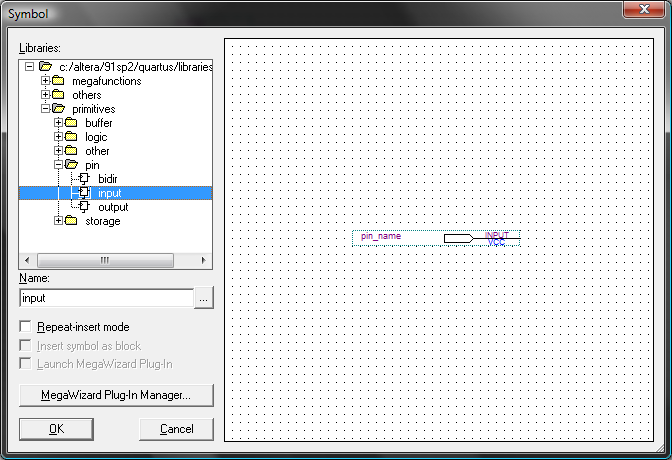 Symbol
Libraries:
c:/altera/91sp2/quartus/libraries
megafunctions
others
primitives
buffer
logic
other
pin
bidir
input
output
storage
Name:
input
...
Repeat-insert mode
Insert symbol as block
Launch MegaWizard Plug-In
MegaWizard Plug-In Manager...
OK
Cancel
pin_name
INPUT
VCC